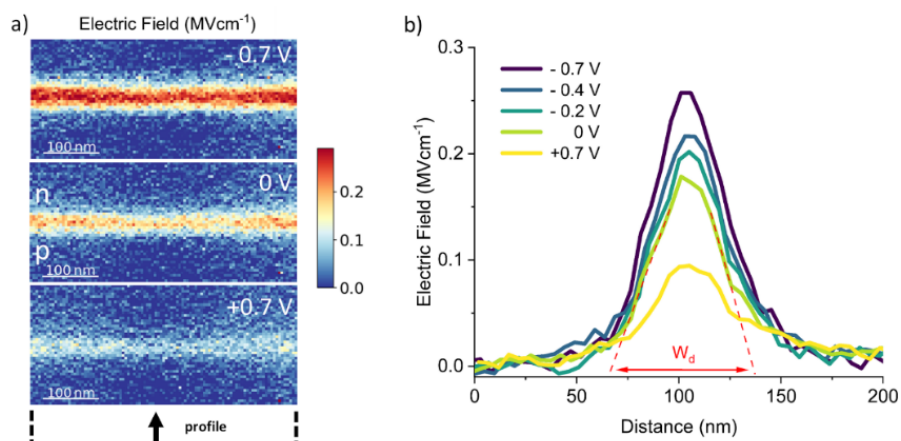 a)
Electric Field (MVcm⁻¹)
- 0.7 V
100 nm
n
0 V
p
100 nm
+0.7 V
100 nm
profile
0.2
0.1
0.0
b)
Electric Field (MVcm⁻¹)
0.3
0.2
0.1
0.0
- 0.7 V
- 0.4 V
- 0.2 V
0 V
+0.7 V
W_d
0
50
100
150
200
Distance (nm)